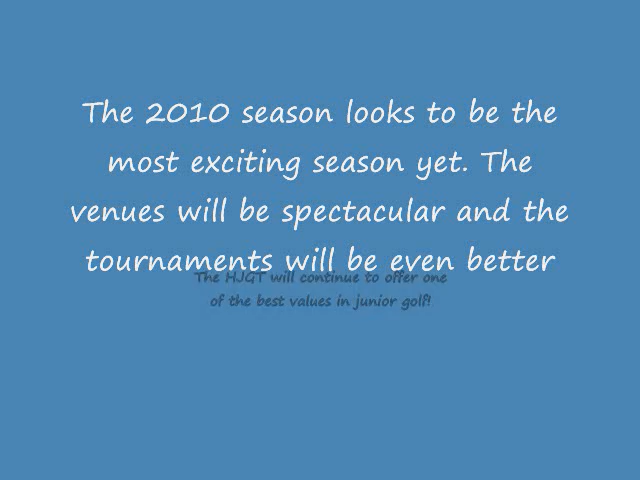 The 2010 season looks to be the
most exciting season yet. The
venues will be spectacular and the
tournaments will be even better
The HJGT will continue to offer one
of the best values in junior golf!